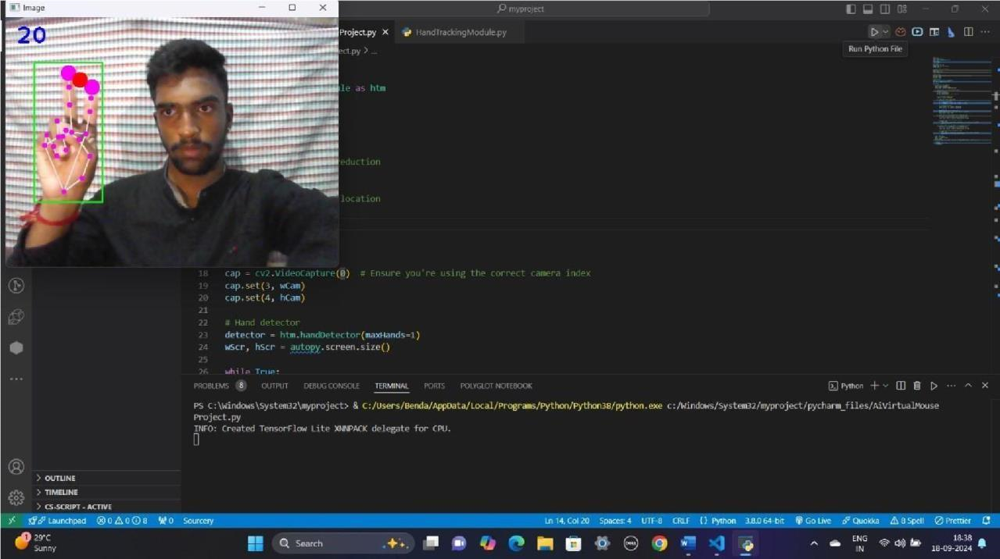 Image
myproject
20
Project.py
HandTrackingModule.py
ect.py > ...
Run Python File
ule as htm
reduction
location
18 cap = cv2.VideoCapture(0) # Ensure you're using the correct camera index
19 cap.set(3, wCam)
20 cap.set(4, hCam)
21
22 # Hand detector
23 detector = htm.handDetector(maxHands=1)
24 wScr, hScr = autopy.screen.size()
25
26 while True:
PROBLEMS 8 OUTPUT DEBUG CONSOLE TERMINAL PORTS POLYGLOT NOTEBOOK Python
PS C:\Windows\System32\myproject> & C:/Users/Benda/AppData/Local/Programs/Python/Python38/python.exe c:/Windows/System32/myproject/pycharm_files/AiVirtualMouse
Project.py
INFO: Created TensorFlow Lite XNNPACK delegate for CPU.
OUTLINE
TIMELINE
CS-SCRIPT - ACTIVE
Launchpad 0 0 8 0 Sourcery Ln 14, Col 20 Spaces: 4 UTF-8 CRLF {} Python 3.8.0 64-bit Go Live Quokka 8 Spell Prettier
1 29°C
Sunny
Search
DELL
ENG
IN
18:38
18-09-2024